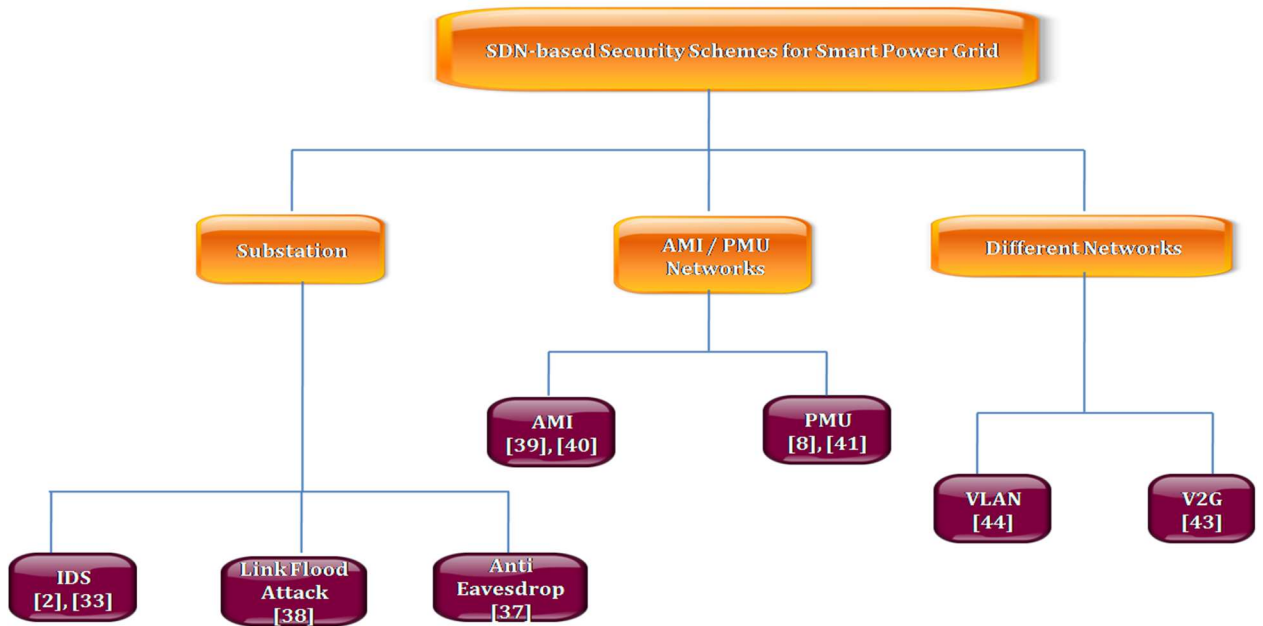 SDN-based Security Schemes for Smart Power Grid
Substation
AMI / PMU
Networks
Different Networks
AMI
[39], [40]
PMU
[8], [41]
VLAN
[44]
V2G
[43]
IDS
[2], [33]
Link Flood
Attack
[38]
Anti
Eavesdrop
[37]